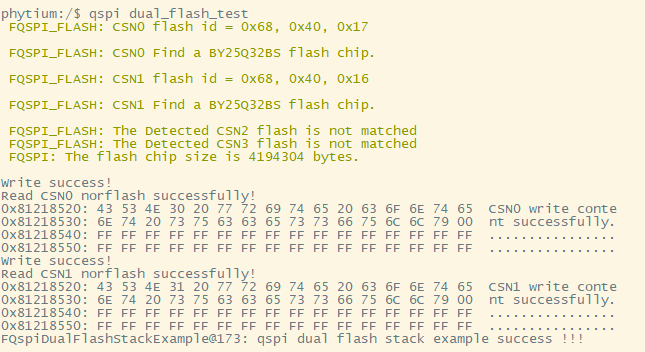 phytium:/$ qspi dual_flash_test
FQSPI_FLASH: CSN0 flash id = 0x68, 0x40, 0x17
FQSPI_FLASH: CSN0 Find a BY25Q32BS flash chip.
FQSPI_FLASH: CSN1 flash id = 0x68, 0x40, 0x16
FQSPI_FLASH: CSN1 Find a BY25Q32BS flash chip.
FQSPI_FLASH: The Detected CSN2 flash is not matched
FQSPI_FLASH: The Detected CSN3 flash is not matched
FQSPI: The flash chip size is 4194304 bytes.
Write success!
Read CSN0 norflash successfully!
0x81218520: 43 53 4E 30 20 77 72 69 74 65 20 63 6F 6E 74 65  CSN0 write conte
0x81218530: 6E 74 20 73 75 63 63 65 73 73 66 75 6C 6C 79 00  nt successfully.
0x81218540: FF FF FF FF FF FF FF FF FF FF FF FF FF FF FF FF  ................
0x81218550: FF FF FF FF FF FF FF FF FF FF FF FF FF FF FF FF  ................
Write success!
Read CSN1 norflash successfully!
0x81218520: 43 53 4E 31 20 77 72 69 74 65 20 63 6F 6E 74 65  CSN1 write conte
0x81218530: 6E 74 20 73 75 63 63 65 73 73 66 75 6C 6C 79 00  nt successfully.
0x81218540: FF FF FF FF FF FF FF FF FF FF FF FF FF FF FF FF  ................
0x81218550: FF FF FF FF FF FF FF FF FF FF FF FF FF FF FF FF  ................
FQspiDualFlashStackExample@173: qspi dual flash stack example success !!!